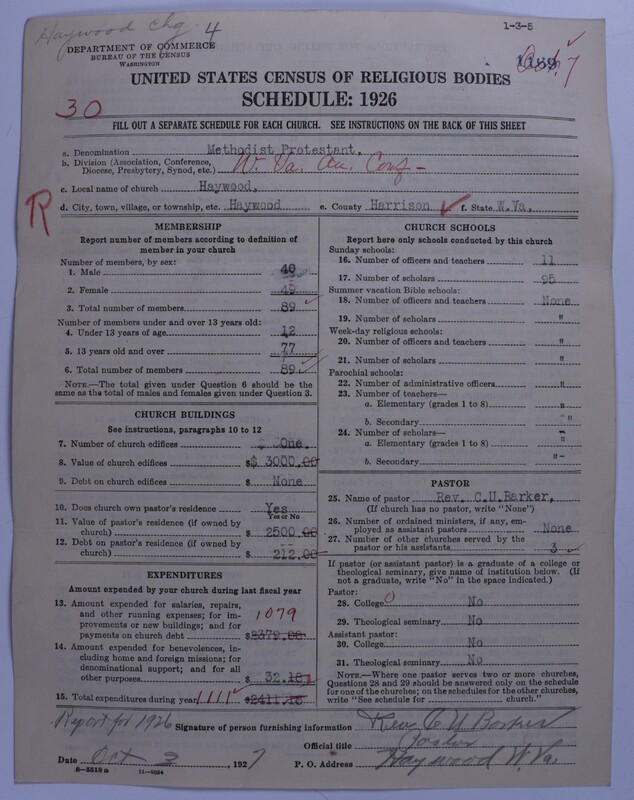 Haywood Chg. 4
1-3-5
DEPARTMENT OF COMMERCE
BUREAU OF THE CENSUS
WASHINGTON
UNITED STATES CENSUS OF RELIGIOUS BODIES
SCHEDULE: 1926
30
FILL OUT A SEPARATE SCHEDULE FOR EACH CHURCH. SEE INSTRUCTIONS ON THE BACK OF THIS SHEET
a. Denomination Methodist Protestant.
b. Division (Association, Conference, Diocese, Presbytery, Synod, etc.) W. Va. An. Conf-
c. Local name of church Haywood,
R
d. City, town, village, or township, etc. Haywood e. County Harrison f. State W.Va,
MEMBERSHIP
Report number of members according to definition of
member in your church
Number of members, by sex:
1. Male 40
2. Female 49
3. Total number of members 89
Number of members under and over 13 years old:
4. Under 13 years of age 12
5. 13 years old and over 77
6. Total number of members 89
NOTE.—The total given under Question 6 should be
same as the total of males and females given under Question 3.
CHURCH BUILDINGS
See instructions, paragraphs 10 to 12
7. Number of church edifices One.
8. Value of church edifices $ $ 3000.00
9. Debt on church edifices $ None
10. Does church own pastor's residence? Yes
Yes or No
11. Value of pastor's residence (if owned by
church) $ 2500.00
12. Debt on pastor's residence (if owned by
church) $ 212.00
EXPENDITURES
Amount expended by your church during last fiscal year
13. Amount expended for salaries, repairs,
and other running expenses; for im- 1079
provements or new buildings; and for
payments on church debt $2379.00
14. Amount expended for benevolences,
including home and foreign missions; for
denominational support; and for all
other purposes $ 32.18
15. Total expenditures during year 1111 $2411.18
CHURCH SCHOOLS
Report here only schools conducted by this church
Sunday schools:
16. Number of officers and teachers 11
17. Number of scholars 95
Summer vacation Bible schools:
18. Number of officers and teachers None
19. Number of scholars "
Week-day religious schools:
20. Number of officers and teachers "
21. Number of scholars "
Parochial schools:
22. Number of administrative officers "
23. Number of teachers—
a. Elementary (grades 1 to 8) "
b. Secondary "
24. Number of scholars—
a. Elementary (grades 1 to 8) "
b. Secondary "-
PASTOR
25. Name of pastor Rev. C.U.Barker,
(If church has no pastor, write "None")
26. Number of ordained ministers, if any, em-
ployed as assistant pastors None
27. Number of other churches served by the
pastor or his assistants 3
If pastor (or assistant pastor) is a graduate of a college or
theological seminary, give name of institution below. (If
not a graduate, write "No" in the space indicated.)
Pastor:
28. College 0 No
29. Theological seminary No
Assistant pastor:
30. College No
31. Theological seminary No
NOTE.—Where one pastor serves two or more churches,
Questions 28 and 29 should be answered only on the schedule
for one of the churches; on the schedules for the other churches,
write "See schedule for church."
Report for 1926
Signature of person furnishing information Rev C U Barker
Official title Pastor
Date Oct 3, 1927 P. O. Address Haywood W. Va.
8-5518a 11-9024